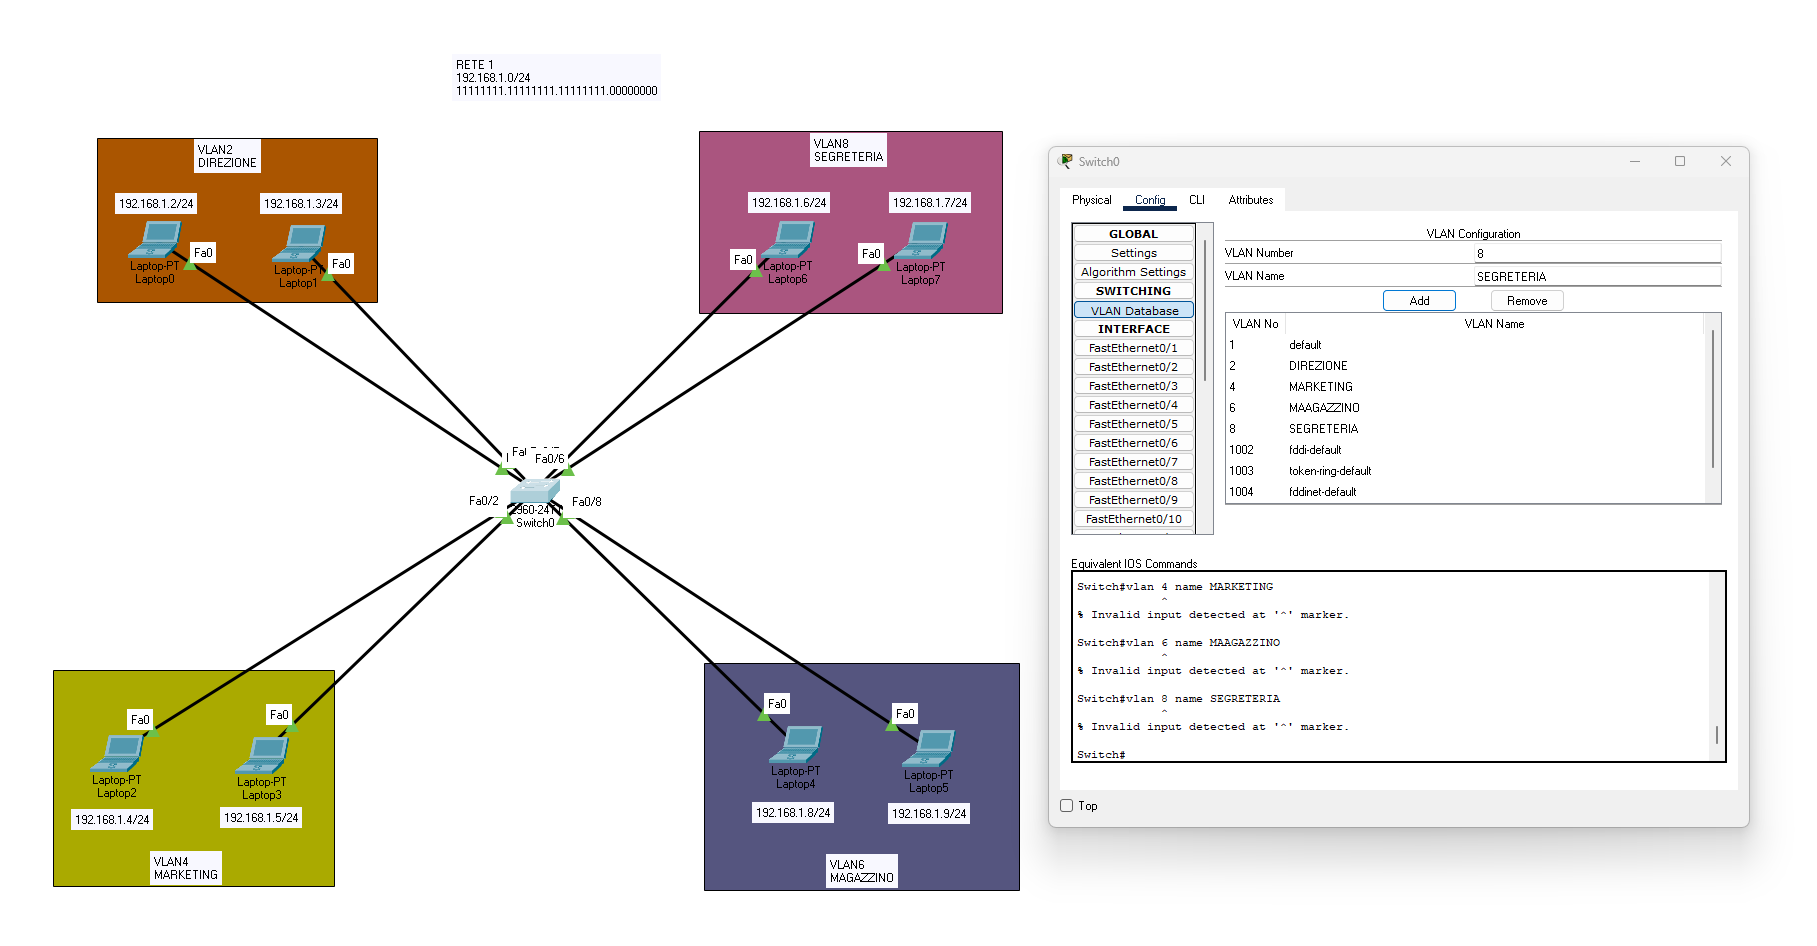 RETE 1
192.168.1.0/24
11111111.11111111.11111111.00000000
VLAN2
DIREZIONE
192.168.1.2/24
192.168.1.3/24
Fa0
Fa0
Laptop-PT
Laptop0
Laptop-PT
Laptop1
VLAN8
SEGRETERIA
192.168.1.6/24
192.168.1.7/24
Fa0
Fa0
Laptop-PT
Laptop6
Laptop-PT
Laptop7
Fa0/6
Fa0/2
Fa0/8
Switch0
Fa0
Fa0
Laptop-PT
Laptop2
Laptop-PT
Laptop3
192.168.1.4/24
192.168.1.5/24
VLAN4
MARKETING
Fa0
Fa0
Laptop-PT
Laptop4
Laptop-PT
Laptop5
192.168.1.8/24
192.168.1.9/24
VLAN6
MAGAZZINO
Switch0
Physical Config CLI Attributes
GLOBAL
Settings
Algorithm Settings
SWITCHING
VLAN Database
INTERFACE
FastEthernet0/1
FastEthernet0/2
FastEthernet0/3
FastEthernet0/4
FastEthernet0/5
FastEthernet0/6
FastEthernet0/7
FastEthernet0/8
FastEthernet0/9
FastEthernet0/10
VLAN Configuration
VLAN Number 8
VLAN Name SEGRETERIA
Add Remove
VLAN No VLAN Name
1 default
2 DIREZIONE
4 MARKETING
6 MAAGAZZINO
8 SEGRETERIA
1002 fddi-default
1003 token-ring-default
1004 fddinet-default
Equivalent IOS Commands
Switch#vlan 4 name MARKETING
^
% Invalid input detected at '^' marker.
Switch#vlan 6 name MAAGAZZINO
^
% Invalid input detected at '^' marker.
Switch#vlan 8 name SEGRETERIA
^
% Invalid input detected at '^' marker.
Switch#
Top